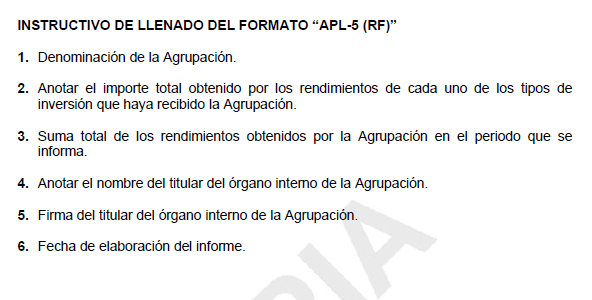 INSTRUCTIVO DE LLENADO DEL FORMATO “APL-5 (RF)”
1. Denominación de la Agrupación.
2. Anotar el importe total obtenido por los rendimientos de cada uno de los tipos de
inversión que haya recibido la Agrupación.
3. Suma total de los rendimientos obtenidos por la Agrupación en el periodo que se
informa.
4. Anotar el nombre del titular del órgano interno de la Agrupación.
5. Firma del titular del órgano interno de la Agrupación.
6. Fecha de elaboración del informe.